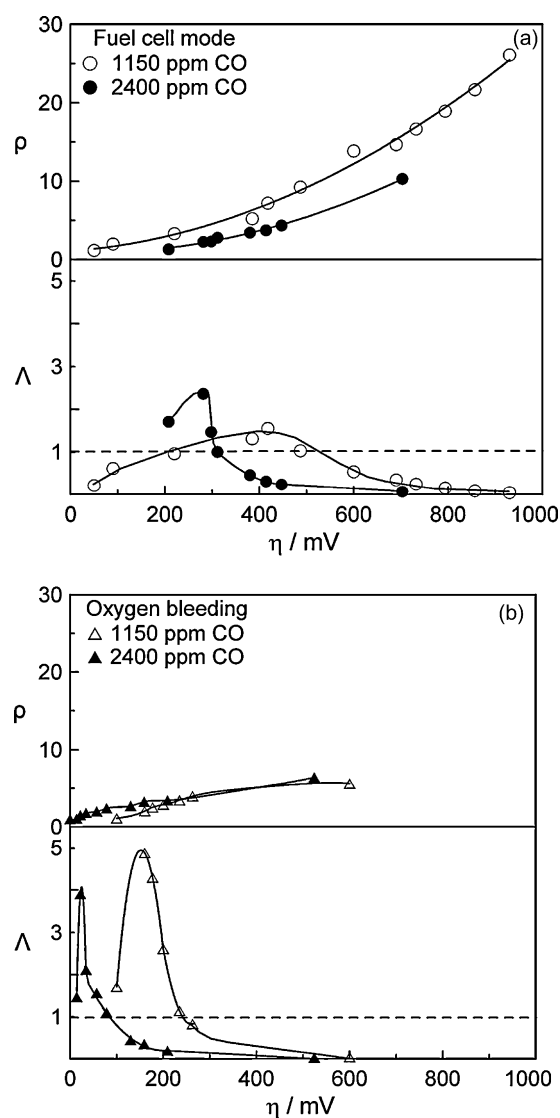 30
Fuel cell mode
(a)
○ 1150 ppm CO
● 2400 ppm CO
20
ρ
10
0
5
3
Λ
1
0 200 400 600 800 1000
η / mV
30
Oxygen bleeding
(b)
△ 1150 ppm CO
▲ 2400 ppm CO
20
ρ
10
0
5
3
Λ
1
0 200 400 600 800 1000
η / mV